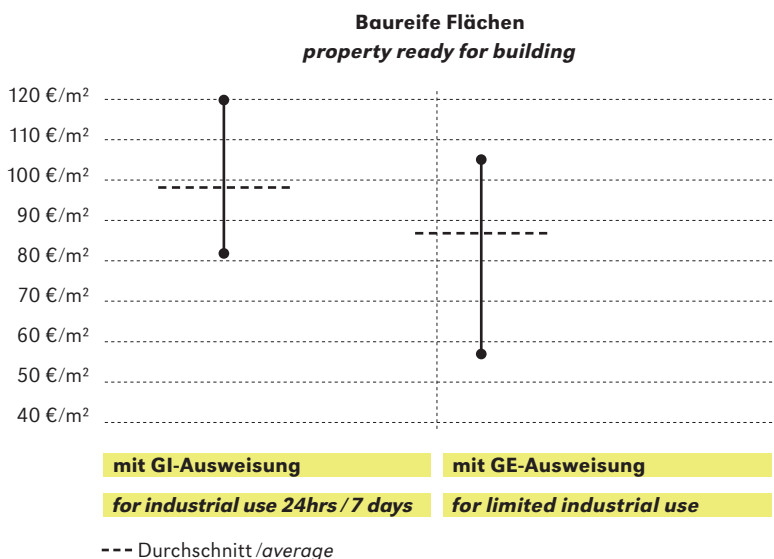 Baureife Flächen
property ready for building
120 €/m²
110 €/m²
100 €/m²
90 €/m²
80 €/m²
70 €/m²
60 €/m²
50 €/m²
40 €/m²
mit GI-Ausweisung
mit GE-Ausweisung
for industrial use 24hrs / 7 days
for limited industrial use
Durchschnitt / average